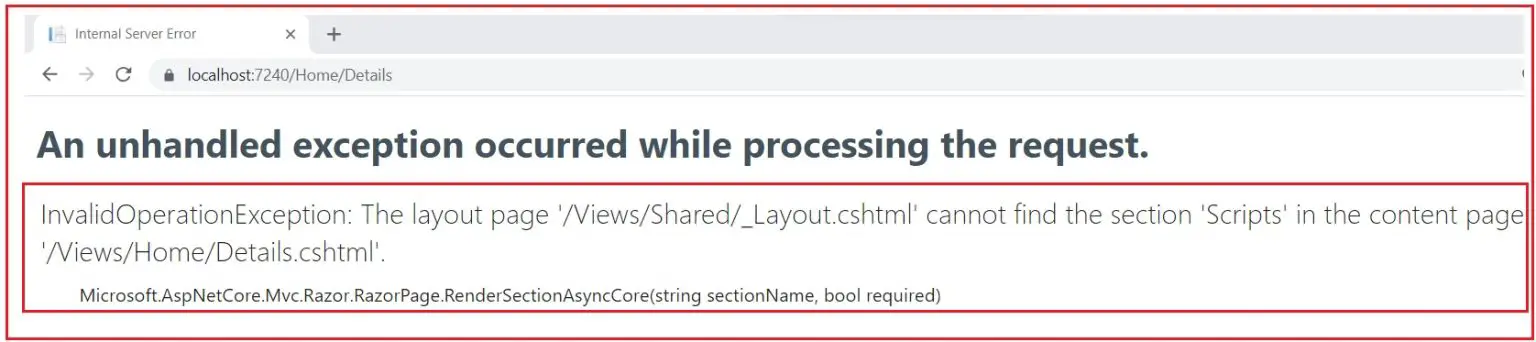 Internal Server Error
localhost:7240/Home/Details
An unhandled exception occurred while processing the request.
InvalidOperationException: The layout page '/Views/Shared/_Layout.cshtml' cannot find the section 'Scripts' in the content page
'/Views/Home/Details.cshtml'.
Microsoft.AspNetCore.Mvc.Razor.RazorPage.RenderSectionAsyncCore(string sectionName, bool required)